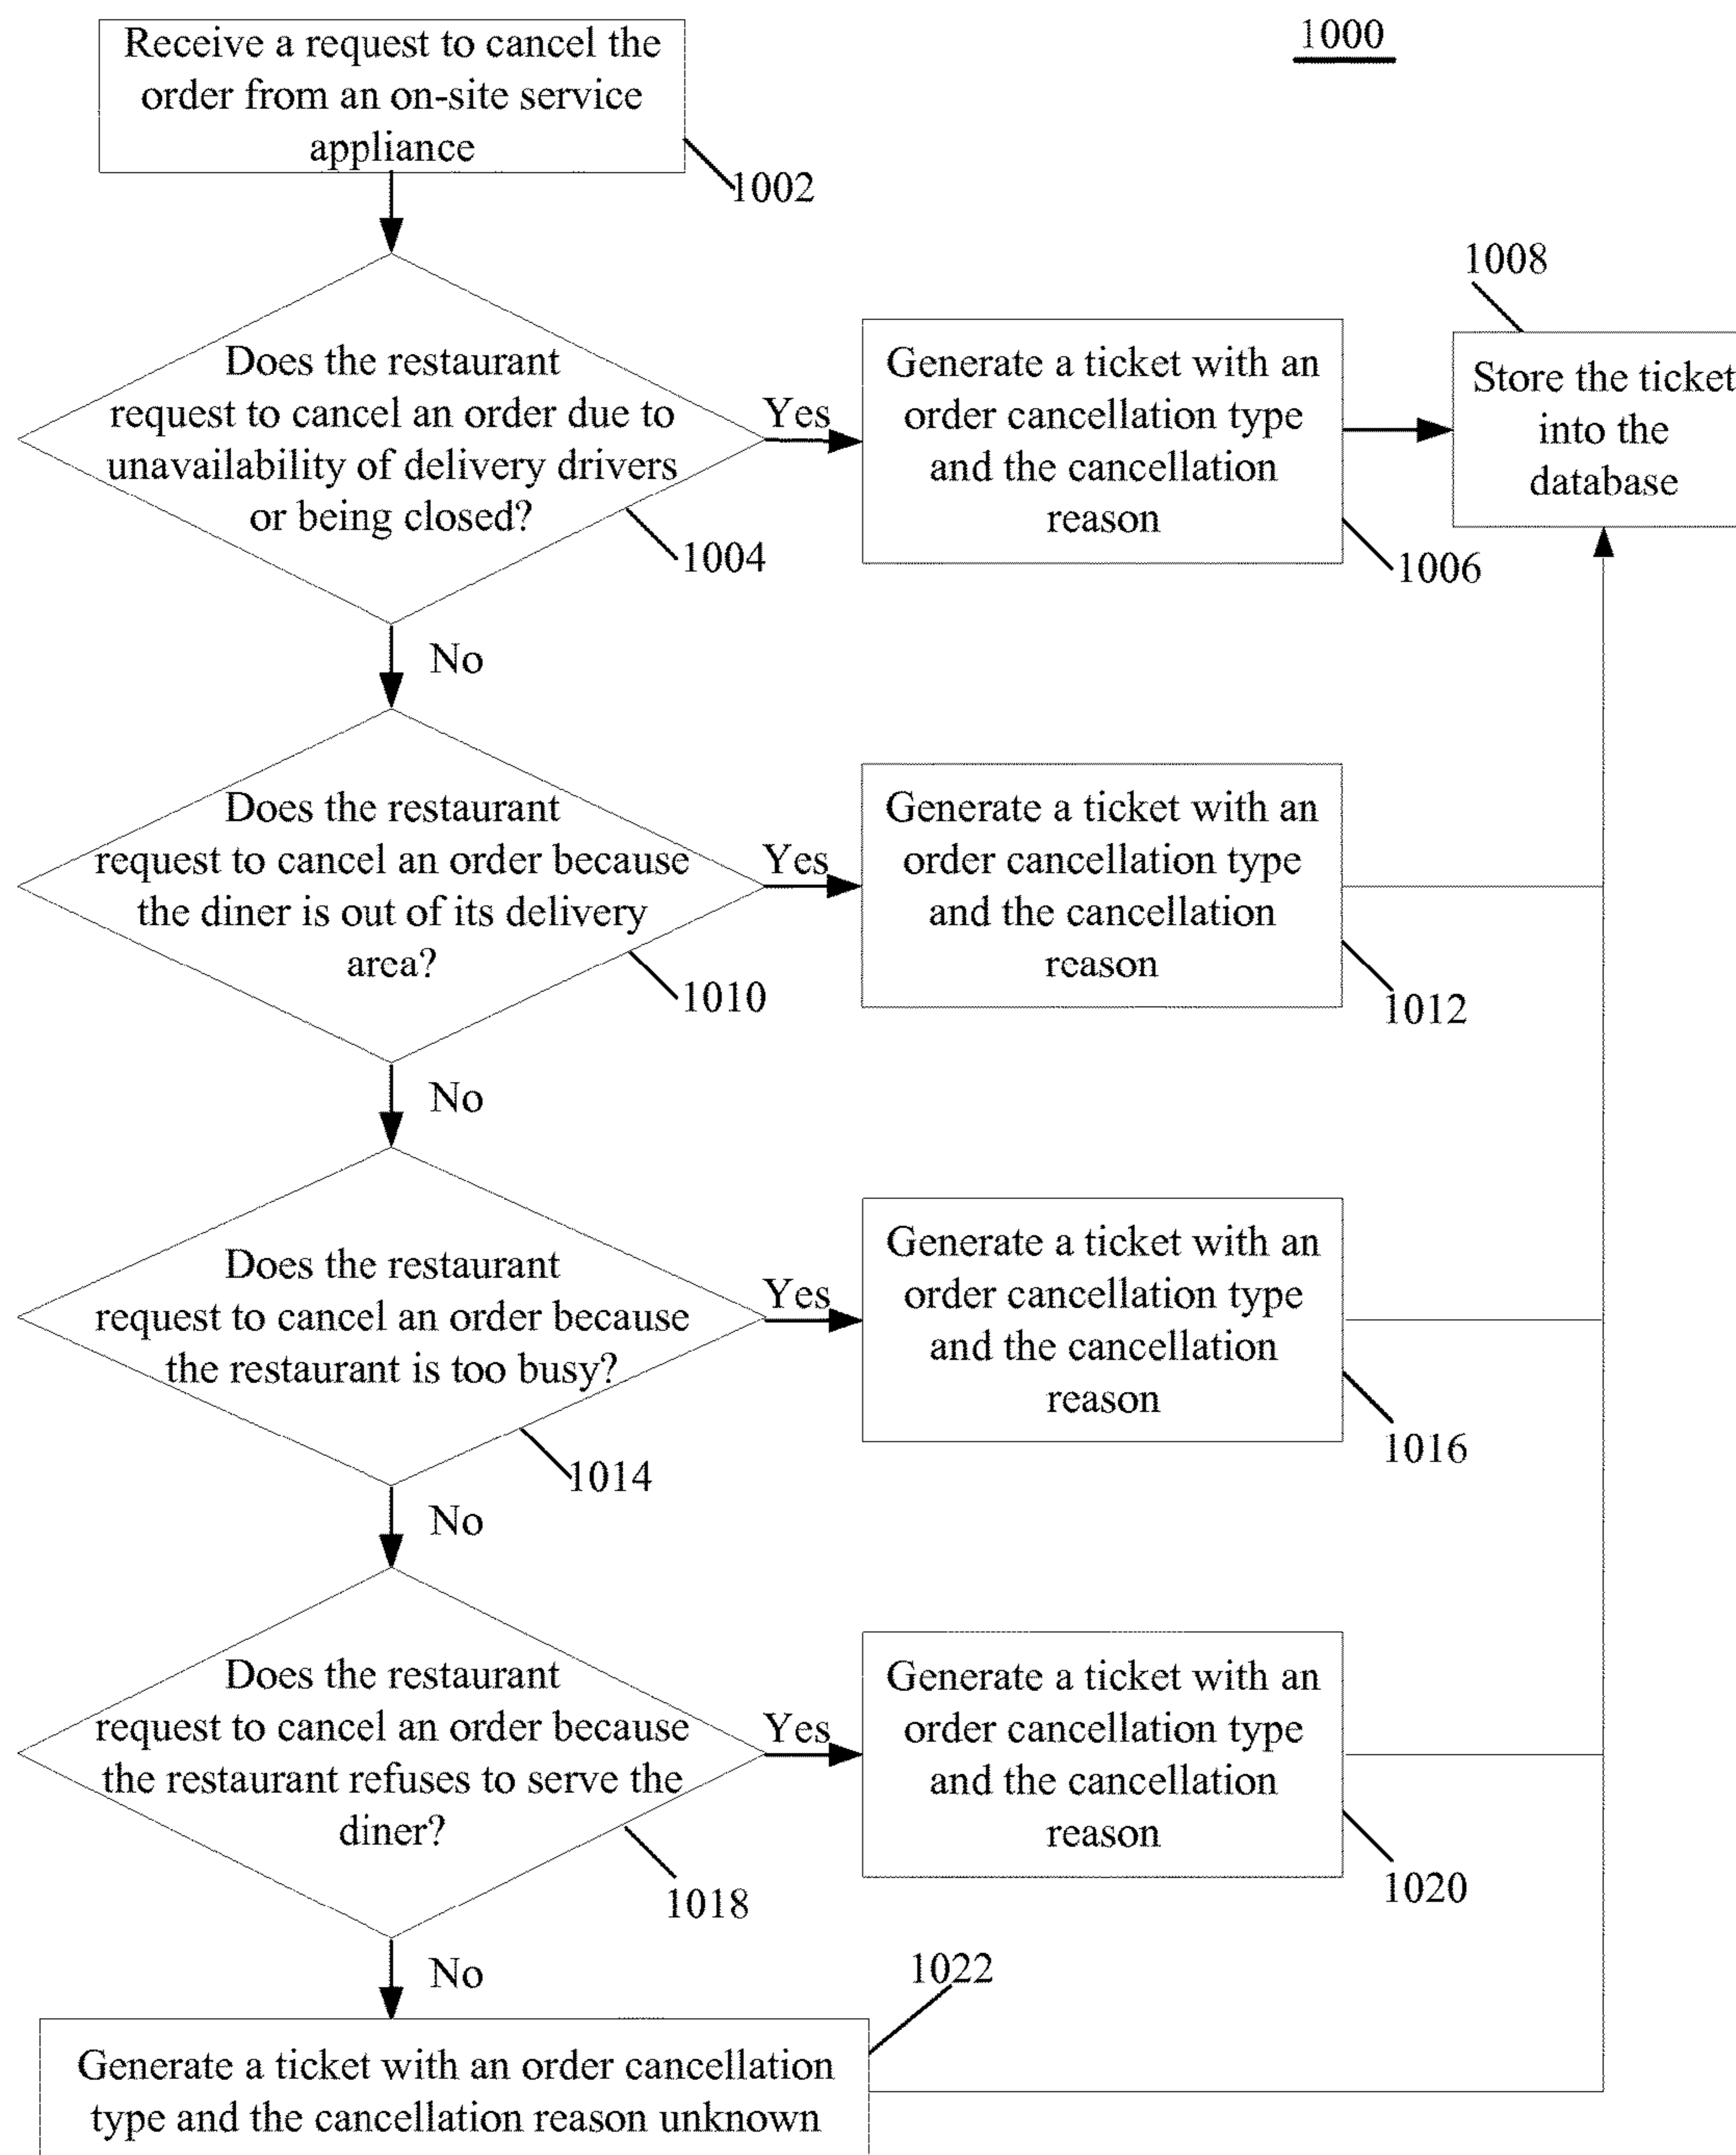 1000
Receive a request to cancel the
order from an on-site service
appliance
1002
Does the restaurant
request to cancel an order due to
unavailability of delivery drivers
or being closed?
1004
Yes
Generate a ticket with an
order cancellation type
and the cancellation
reason
1006
1008
Store the ticket
into the
database
No
Does the restaurant
request to cancel an order because
the diner is out of its delivery
area?
1010
Yes
Generate a ticket with an
order cancellation type
and the cancellation
reason
1012
No
Does the restaurant
request to cancel an order because
the restaurant is too busy?
1014
Yes
Generate a ticket with an
order cancellation type
and the cancellation
reason
1016
No
Does the restaurant
request to cancel an order because
the restaurant refuses to serve the
diner?
1018
Yes
Generate a ticket with an
order cancellation type
and the cancellation
reason
1020
No
1022
Generate a ticket with an order cancellation
type and the cancellation reason unknown